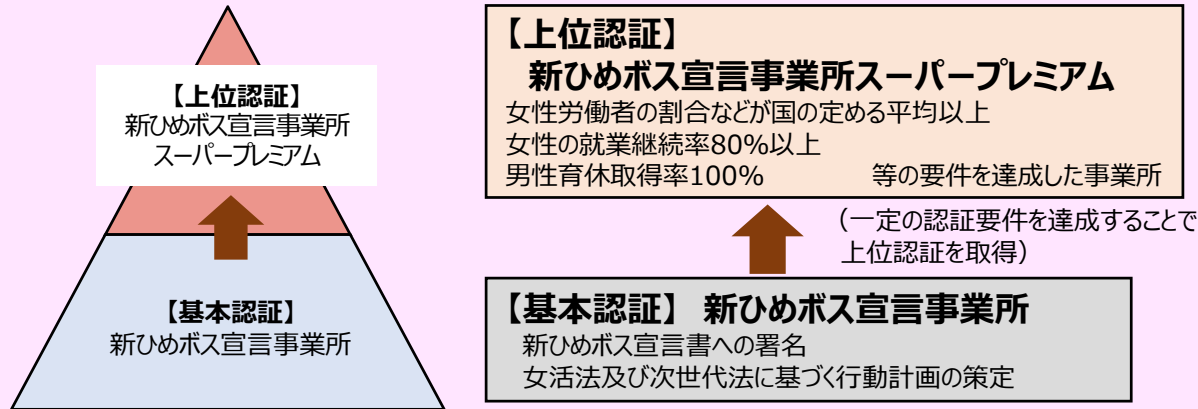 【上位認証】
新ひめボス宣言事業所
スーパープレミアム
【基本認証】
新ひめボス宣言事業所
【上位認証】
新ひめボス宣言事業所スーパープレミアム
女性労働者の割合などが国の定める平均以上
女性の就業継続率80%以上
男性育休取得率100% 等の要件を達成した事業所
(一定の認証要件を達成することで
上位認証を取得)
【基本認証】 新ひめボス宣言事業所
新ひめボス宣言書への署名
女活法及び次世代法に基づく行動計画の策定